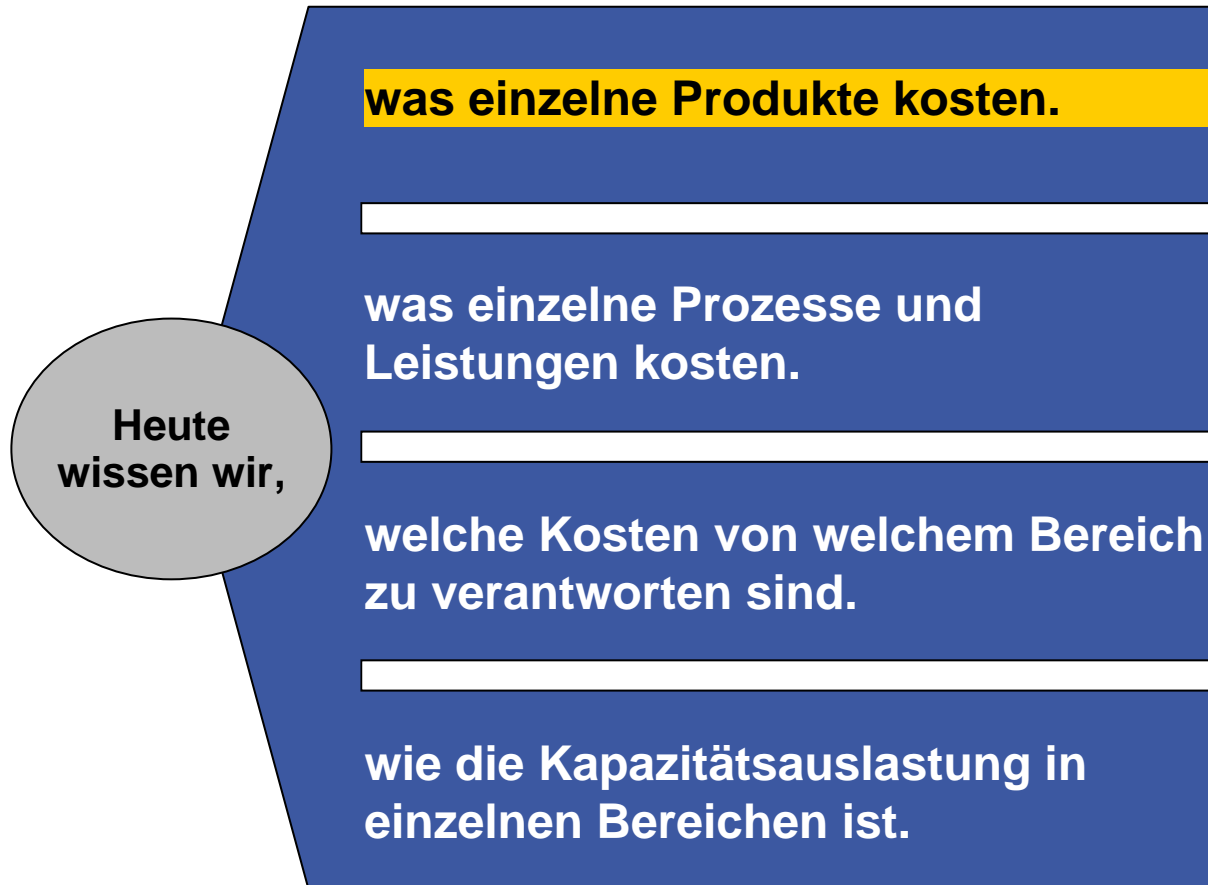 was einzelne Produkte kosten.
was einzelne Prozesse und
Leistungen kosten.
Heute
wissen wir,
welche Kosten von welchem Bereich
zu verantworten sind.
wie die Kapazitätsauslastung in
einzelnen Bereichen ist.